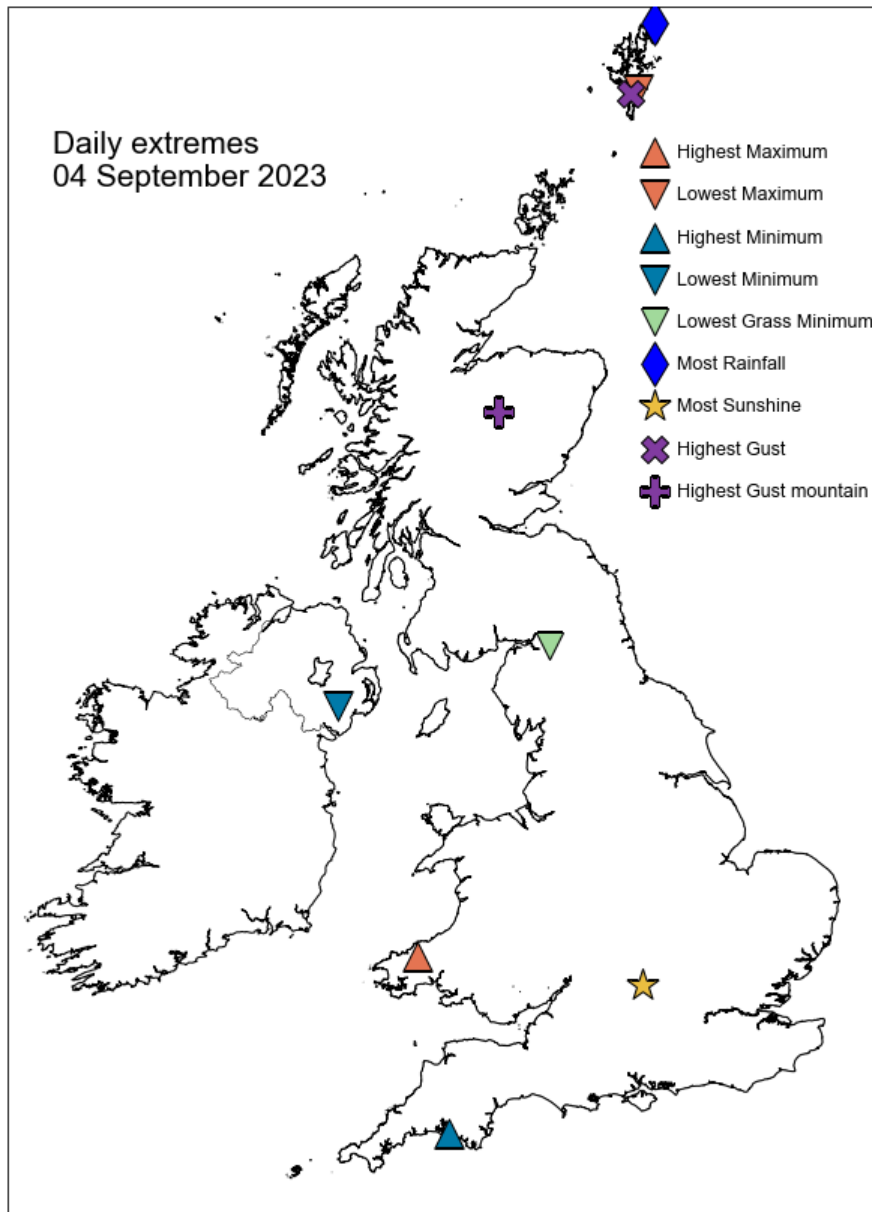 Daily extremes
04 September 2023
Highest Maximum
Lowest Maximum
Highest Minimum
Lowest Minimum
Lowest Grass Minimum
Most Rainfall
Most Sunshine
Highest Gust
Highest Gust mountain